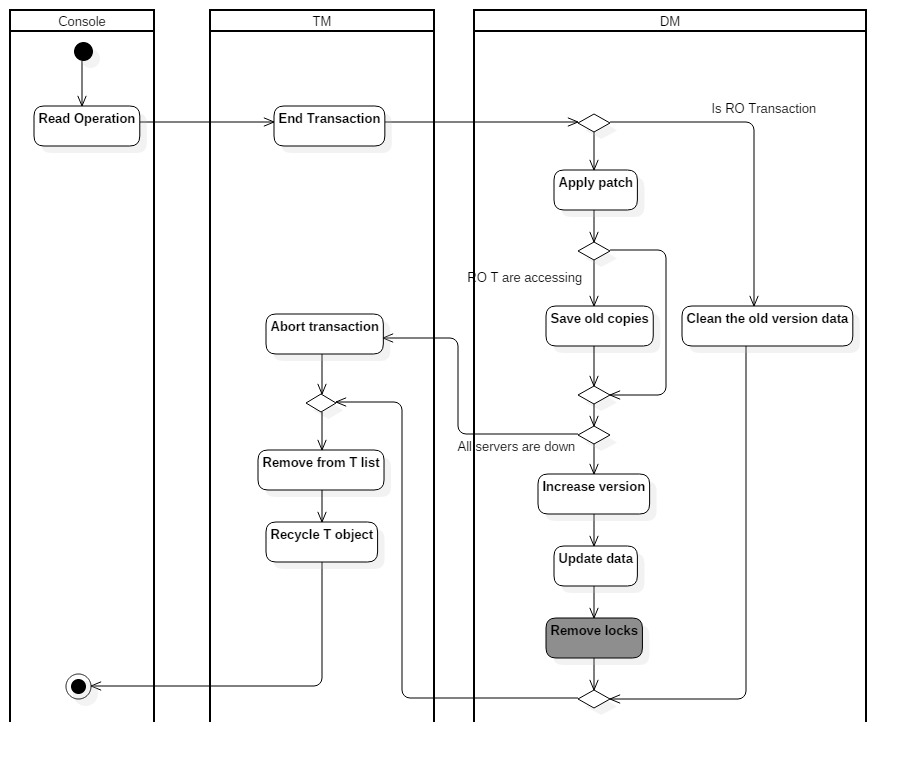 Console
TM
DM
Is RO Transaction
Read Operation
End Transaction
Apply patch
RO T are accessing
Abort transaction
Save old copies
Clean the old version data
All servers are down
Remove from T list
Increase version
Recycle T object
Update data
Remove locks